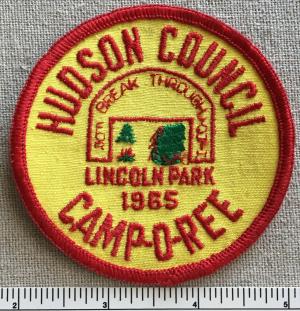 HUDSON COUNCIL
BREAK THROUGH
LINCOLN PARK
1965
CAMP-O-REE
1
2
3
4
5